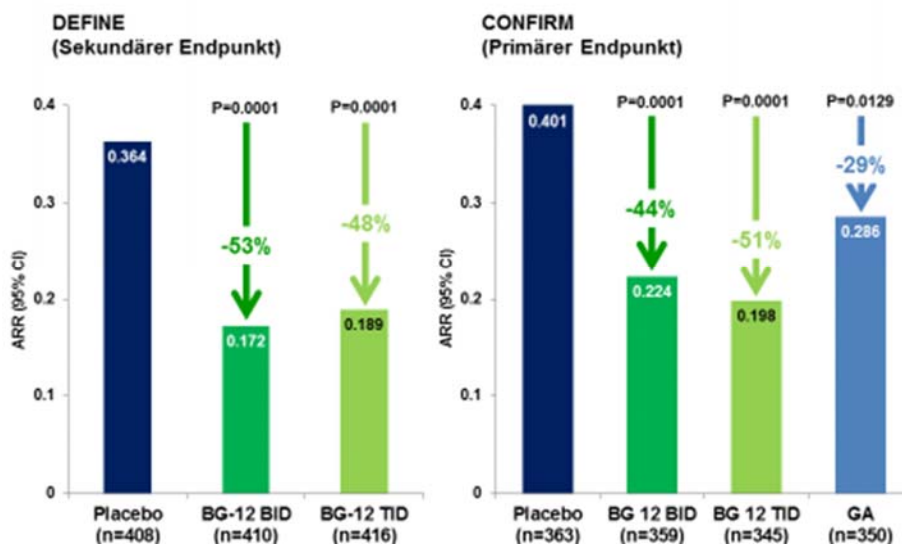 DEFINE
(Sekundärer Endpunkt)
ARR (95% CI)
0.4
0.3
0.2
0.1
0
P=0.0001
P=0.0001
0.364
-53%
-48%
0.172
0.189
Placebo
(n=408)
BG-12 BID
(n=410)
BG-12 TID
(n=416)
CONFIRM
(Primärer Endpunkt)
ARR (95% CI)
0.4
0.3
0.2
0.1
0
P=0.0001
P=0.0001
P=0.0129
0.401
-44%
-51%
-29%
0.224
0.198
0.286
Placebo
(n=363)
BG 12 BID
(n=359)
BG 12 TID
(n=345)
GA
(n=350)